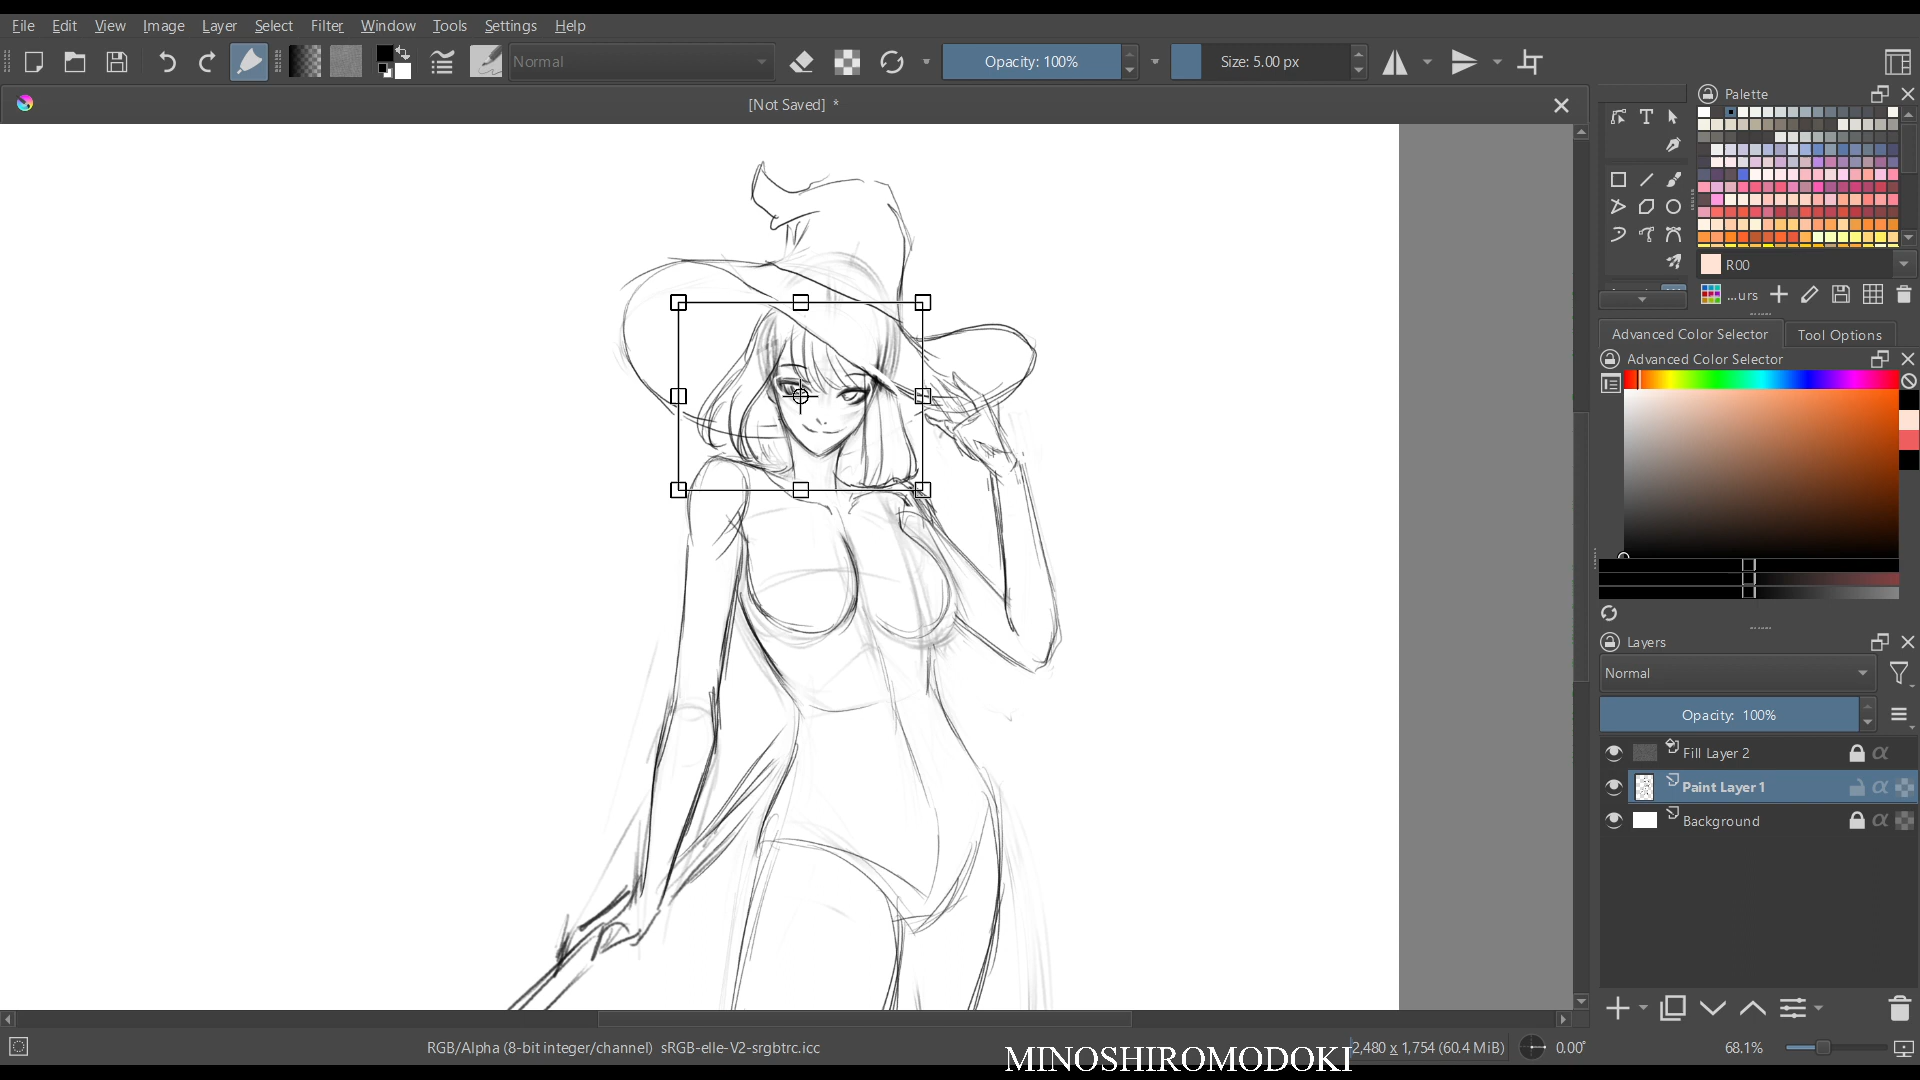 File Edit View Image Layer Select Filter Window Tools Settings Help
Normal Opacity: 100% Size: 5.00 px
[Not Saved] *
Palette
R00
...urs
Advanced Color Selector Tool Options
Advanced Color Selector
Layers
Normal
Opacity: 100%
Fill Layer 2
Paint Layer 1
Background
RGB/Alpha (8-bit integer/channel) sRGB-elle-V2-srgbtrc.icc 2,480 x 1,754 (60.4 MiB) 0.00° 68.1%
MINOSHIROMODOKI